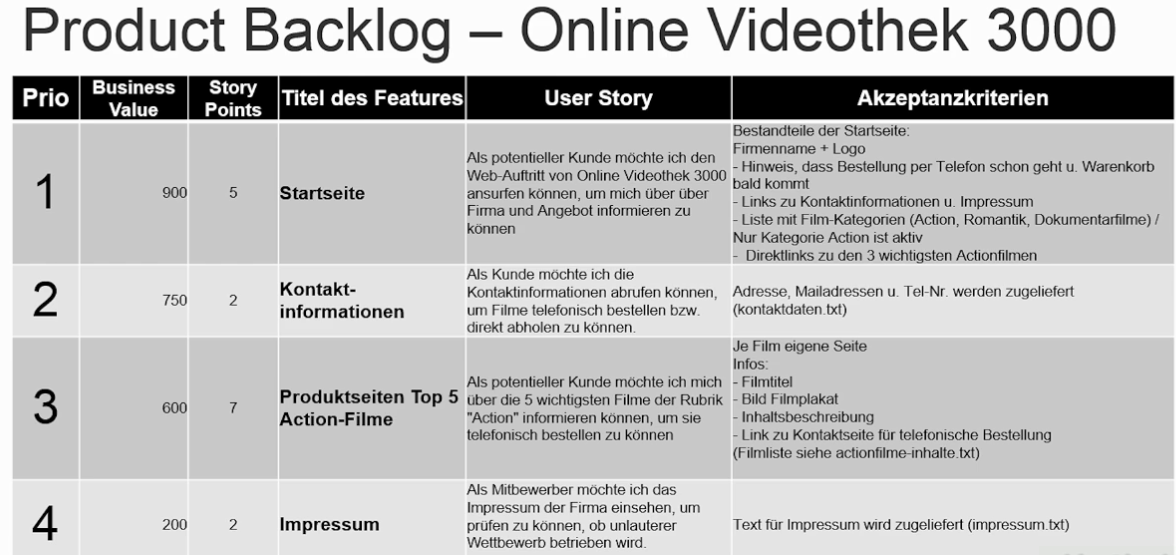 Product Backlog – Online Videothek 3000
Prio
Business
Value
Story
Points
Titel des Features
User Story
Akzeptanzkriterien
1
900
5
Startseite
Als potentieller Kunde möchte ich den
Web-Auftritt von Online Videothek 3000
ansurfen können, um mich über über
Firma und Angebot informieren zu
können
Bestandteile der Startseite:
Firmenname + Logo
- Hinweis, dass Bestellung per Telefon schon geht u. Warenkorb
bald kommt
- Links zu Kontaktinformationen u. Impressum
- Liste mit Film-Kategorien (Action, Romantik, Dokumentarfilme) /
Nur Kategorie Action ist aktiv
- Direktlinks zu den 3 wichtigsten Actionfilmen
2
750
2
Kontakt-
informationen
Als Kunde möchte ich die
Kontaktinformationen abrufen können,
um Filme telefonisch bestellen bzw.
direkt abholen zu können.
Adresse, Mailadressen u. Tel-Nr. werden zugeliefert
(kontaktdaten.txt)
3
600
7
Produktseiten Top 5
Action-Filme
Als potentieller Kunde möchte ich mich
über die 5 wichtigsten Filme der Rubrik
"Action" informieren können, um sie
telefonisch bestellen zu können
Je Film eigene Seite
Infos:
- Filmtitel
- Bild Filmplakat
- Inhaltsbeschreibung
- Link zu Kontaktseite für telefonische Bestellung
(Filmliste siehe actionfilme-inhalte.txt)
4
200
2
Impressum
Als Mitbewerber möchte ich das
Impressum der Firma einsehen, um
prüfen zu können, ob unlauterer
Wettbewerb betrieben wird.
Text für Impressum wird zugeliefert (impressum.txt)